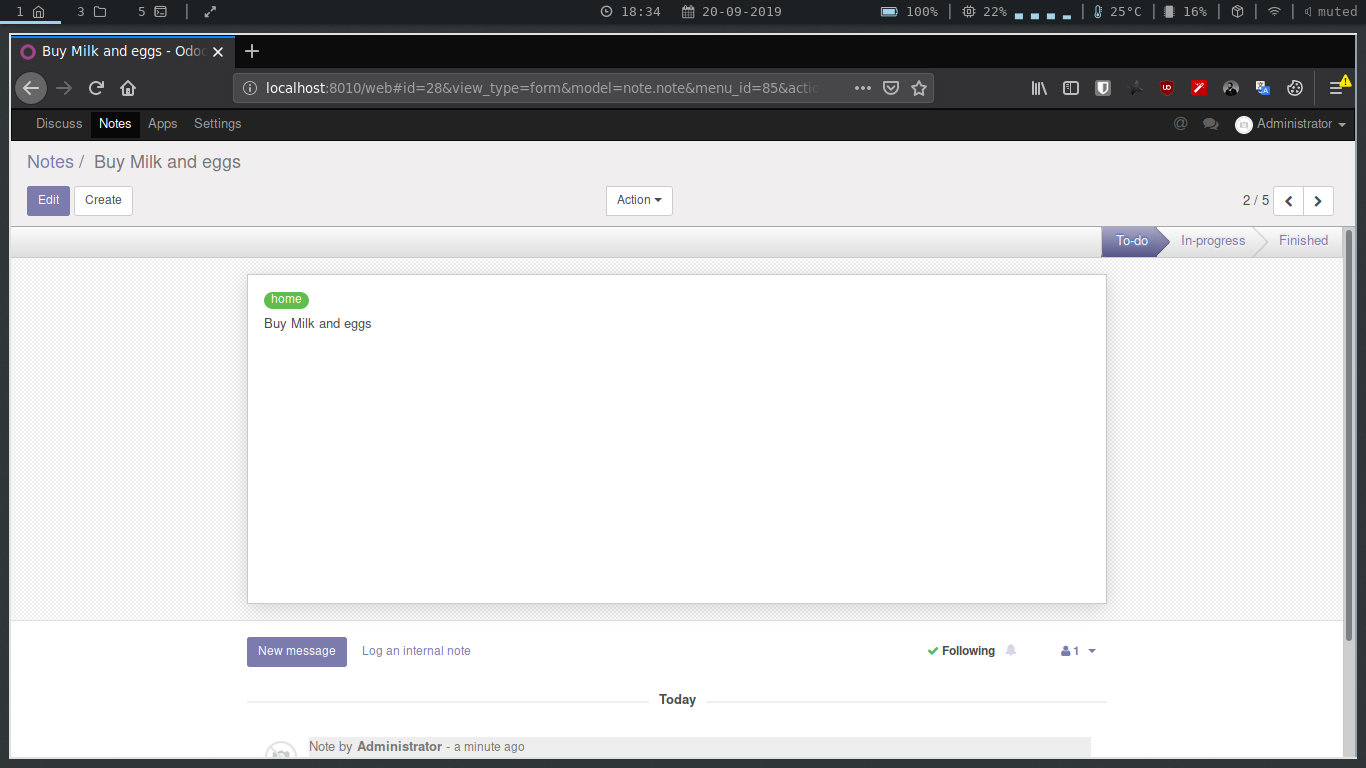 1 3 5 18:34 20-09-2019 100% 22% 25°C 16% muted
Buy Milk and eggs - Odoo
localhost:8010/web#id=28&view_type=form&model=note.note&menu_id=85&acti
Discuss Notes Apps Settings @ Administrator
Notes / Buy Milk and eggs
Edit Create Action 2 / 5
To-do In-progress Finished
home
Buy Milk and eggs
New message Log an internal note Following 1
Today
Note by Administrator - a minute ago